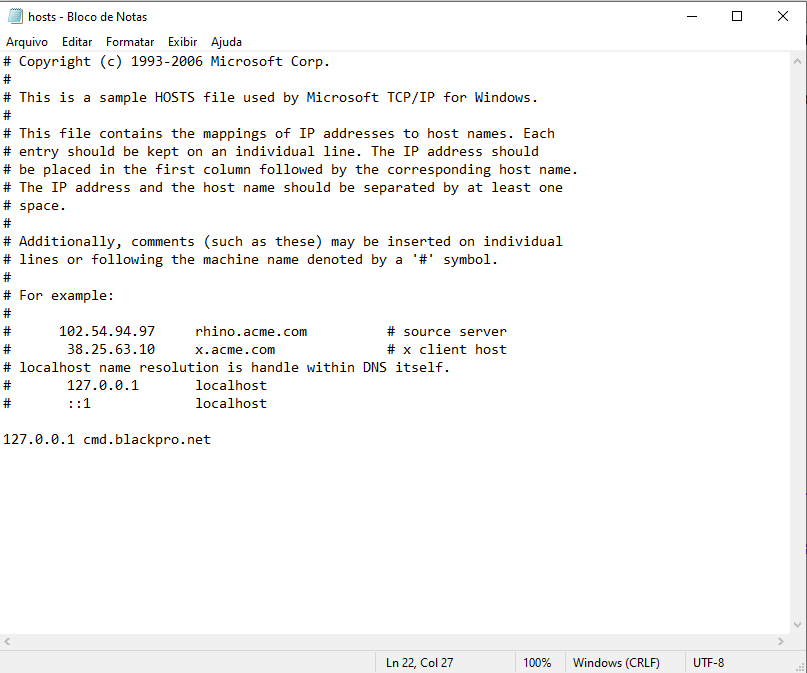 hosts - Bloco de Notas
Arquivo Editar Formatar Exibir Ajuda
# Copyright (c) 1993-2006 Microsoft Corp.
#
# This is a sample HOSTS file used by Microsoft TCP/IP for Windows.
#
# This file contains the mappings of IP addresses to host names. Each
# entry should be kept on an individual line. The IP address should
# be placed in the first column followed by the corresponding host name.
# The IP address and the host name should be separated by at least one
# space.
#
# Additionally, comments (such as these) may be inserted on individual
# lines or following the machine name denoted by a '#' symbol.
#
# For example:
#
#      102.54.94.97     rhino.acme.com          # source server
#       38.25.63.10     x.acme.com              # x client host
# localhost name resolution is handle within DNS itself.
#       127.0.0.1       localhost
#       ::1             localhost

127.0.0.1 cmd.blackpro.net
Ln 22, Col 27 100% Windows (CRLF) UTF-8